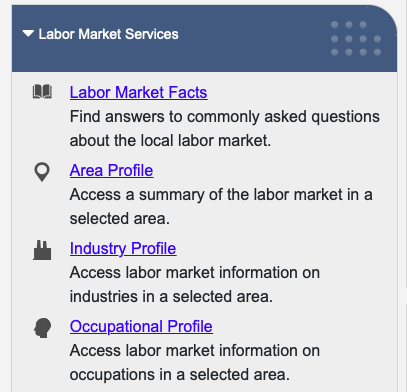 Labor Market Services
Labor Market Facts
Find answers to commonly asked questions
about the local labor market.
Area Profile
Access a summary of the labor market in a
selected area.
Industry Profile
Access labor market information on
industries in a selected area.
Occupational Profile
Access labor market information on
occupations in a selected area.